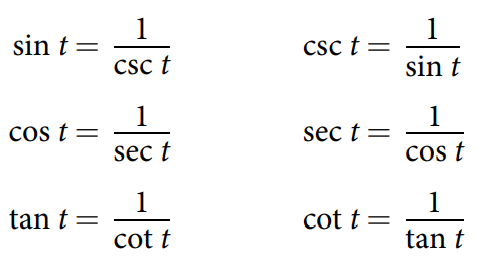 sin t = 1/csc t    csc t = 1/sin t
cos t = 1/sec t    sec t = 1/cos t
tan t = 1/cot t    cot t = 1/tan t